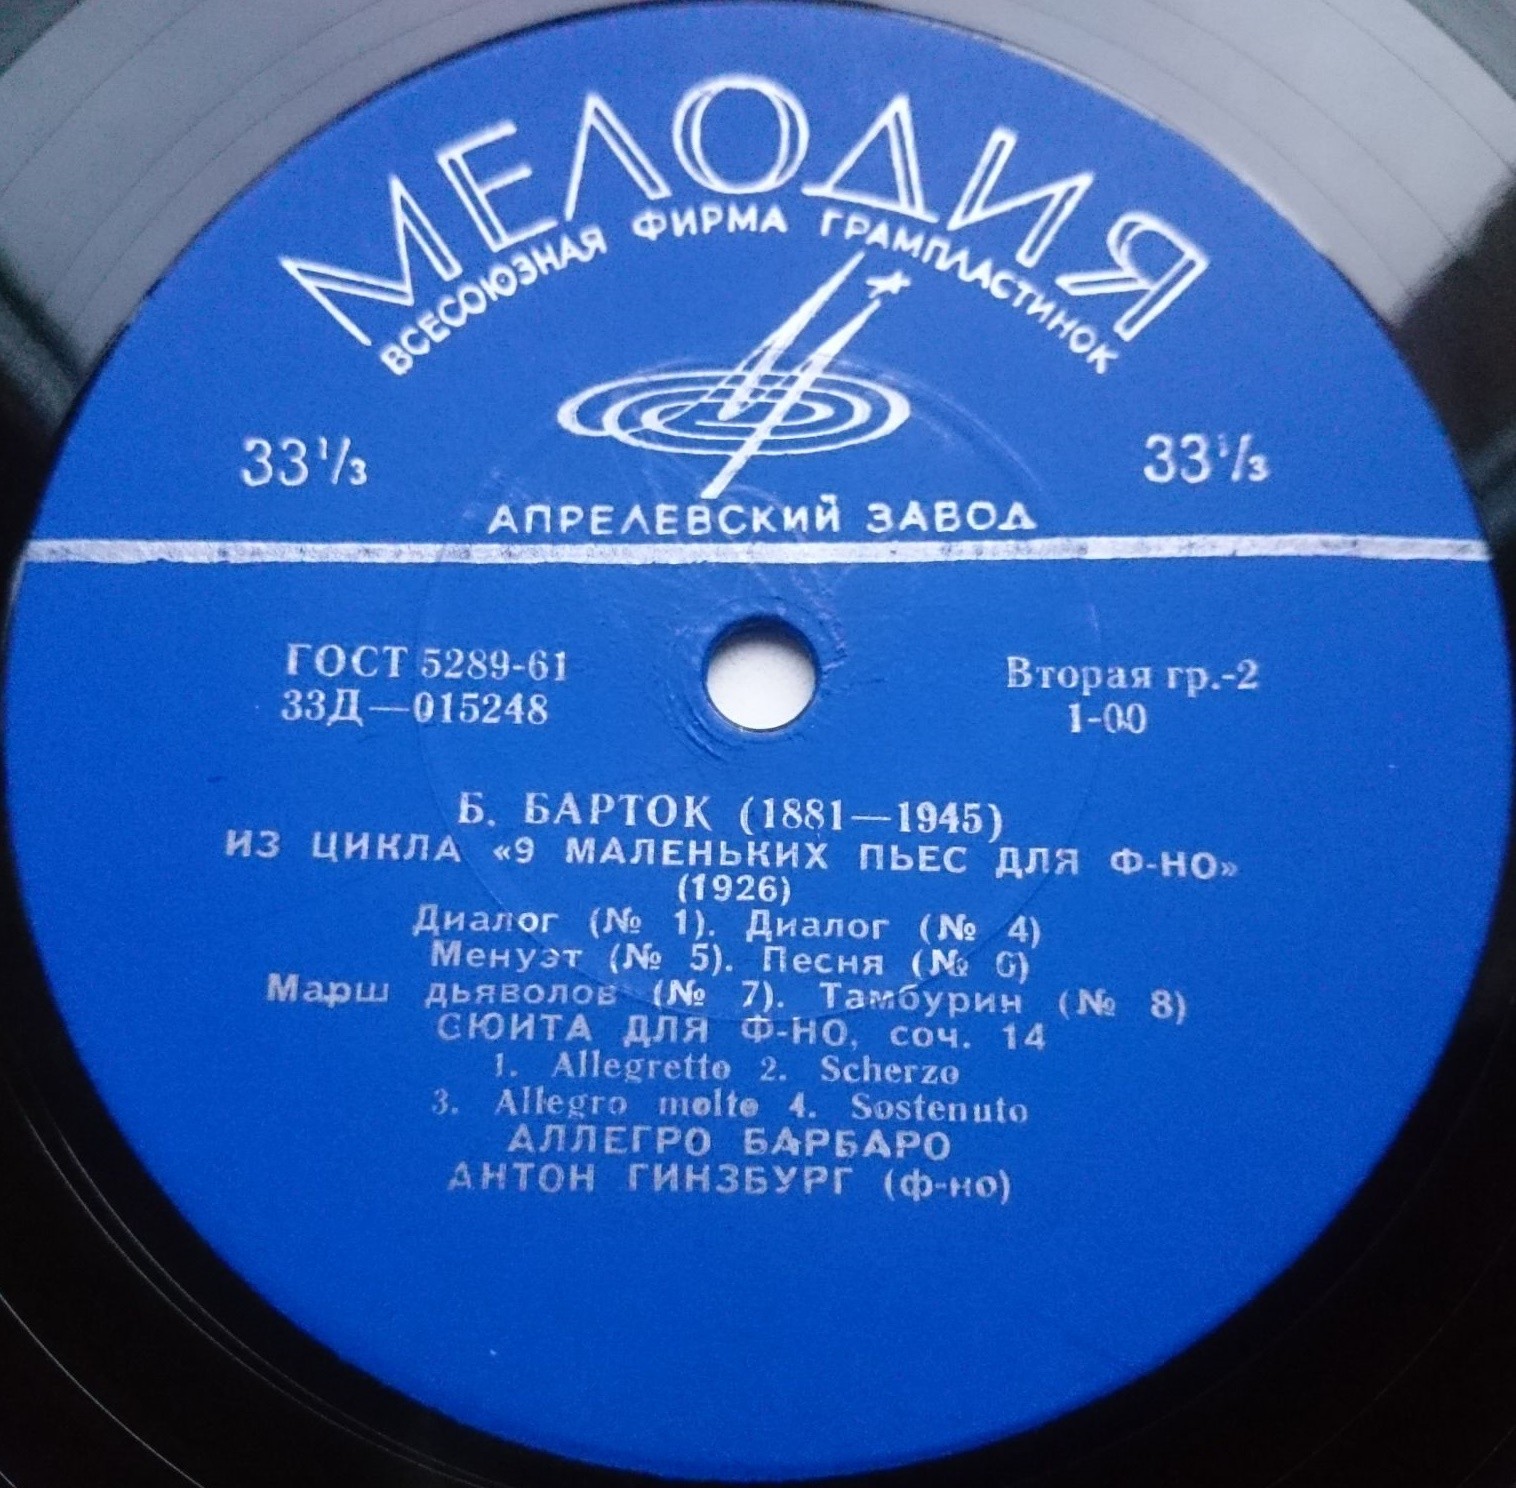 МЕЛОДИЯ
ВСЕСОЮЗНАЯ ФИРМА ГРАМПЛАСТИНОК
33⅓ 33⅓
АПРЕЛЕВСКИЙ ЗАВОД
ГОСТ 5289-61 Вторая гр.-2
33Д—015248 1-00
Б. БАРТОК (1881—1945)
ИЗ ЦИКЛА «9 МАЛЕНЬКИХ ПЬЕС ДЛЯ Ф-НО»
(1926)
Диалог (№ 1). Диалог (№ 4)
Менуэт (№ 5). Песня (№ 6)
Марш дьяволов (№ 7). Тамбурин (№ 8)
СЮИТА ДЛЯ Ф-НО, соч. 14
1. Allegretto 2. Scherzo
3. Allegro molto 4. Sostenuto
АЛЛЕГРО БАРБАРО
АНТОН ГИНЗБУРГ (ф-но)